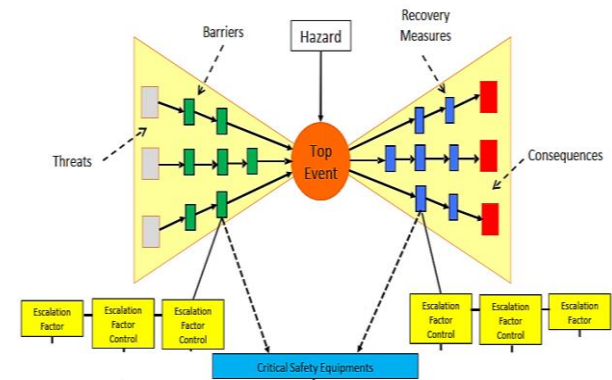 Barriers
Hazard
Recovery
Measures
Threats
Top
Event
Consequences
Escalation
Factor
Escalation
Factor
Control
Escalation
Factor
Control
Escalation
Factor
Control
Escalation
Factor
Control
Escalation
Factor
Critical Safety Equipments